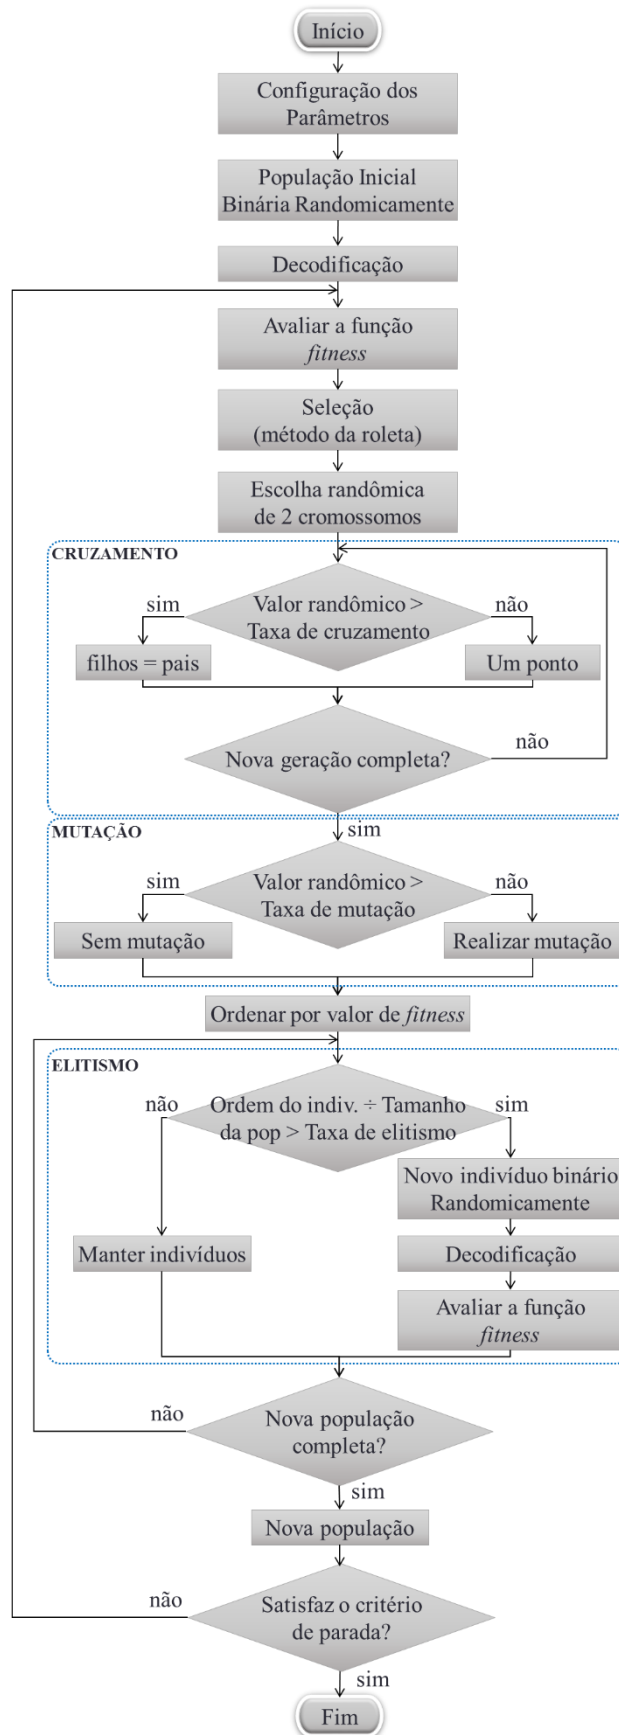 Início
Configuração dos
Parâmetros
População Inicial
Binária Randomicamente
Decodificação
Avaliar a função
fitness
Seleção
(método da roleta)
Escolha randômica
de 2 cromossomos
CRUZAMENTO
sim
Valor randômico >
Taxa de cruzamento
não
filhos = pais
Um ponto
Nova geração completa?
não
sim
MUTAÇÃO
sim
Valor randômico >
Taxa de mutação
não
Sem mutação
Realizar mutação
Ordenar por valor de fitness
ELITISMO
não
Ordem do indiv. ÷ Tamanho
da pop > Taxa de elitismo
sim
Novo indivíduo binário
Randomicamente
Manter indivíduos
Decodificação
Avaliar a função
fitness
não
Nova população
completa?
sim
Nova população
não
Satisfaz o critério
de parada?
sim
Fim